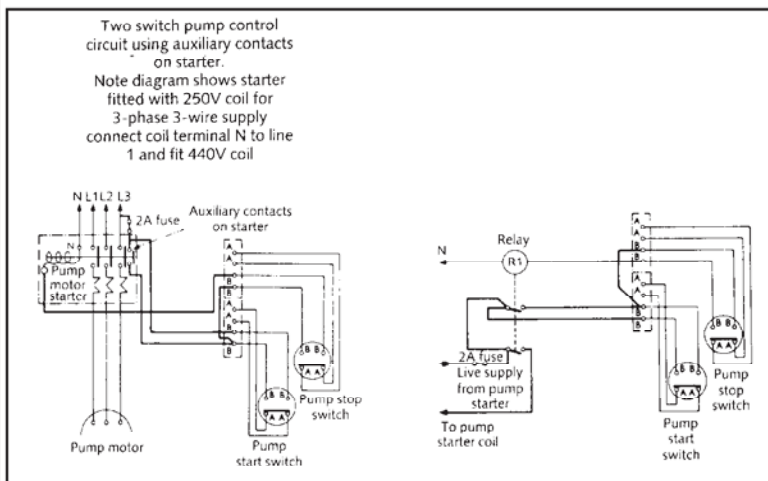 Two switch pump control
circuit using auxiliary contacts
on starter.
Note diagram shows starter
fitted with 250V coil for
3-phase 3-wire supply
connect coil terminal N to line
1 and fit 440V coil
N L1 L2 L3
2A fuse
Auxiliary contacts
on starter
N
Pump
motor
starter
A
A
B
B
A
A
B
B
B B
A A
Pump stop
switch
B B
A A
Pump
start switch
Pump motor
N
Relay
R1
A
A
B
B
A
A
B
B
2A fuse
Live supply
from pump
starter
To pump
starter coil
B B
A A
Pump
stop
switch
B B
A A
Pump
start
switch